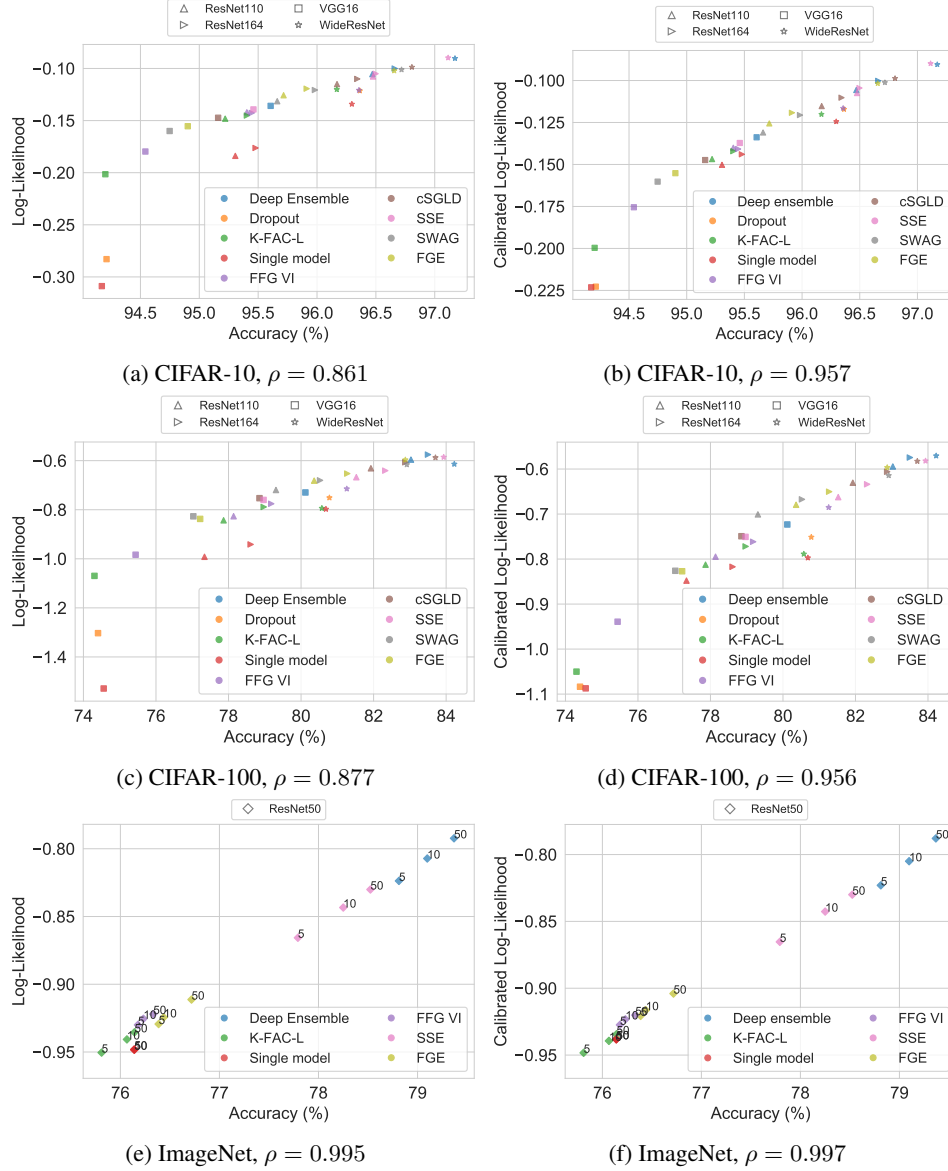 ResNet110 VGG16
ResNet164 WideResNet
−0.10
−0.15
−0.20
−0.25
−0.30
Log-Likelihood
Deep Ensemble cSGLD
Dropout SSE
K-FAC-L SWAG
Single model FGE
FFG VI
94.5 95.0 95.5 96.0 96.5 97.0
Accuracy (%)
(a) CIFAR-10, ρ = 0.861
ResNet110 VGG16
ResNet164 WideResNet
−0.100
−0.125
−0.150
−0.175
−0.200
−0.225
Calibrated Log-Likelihood
Deep ensemble cSGLD
Dropout SSE
K-FAC-L SWAG
Single model FGE
FFG VI
94.5 95.0 95.5 96.0 96.5 97.0
Accuracy (%)
(b) CIFAR-10, ρ = 0.957
ResNet110 VGG16
ResNet164 WideResNet
−0.6
−0.8
−1.0
−1.2
−1.4
Log-Likelihood
Deep Ensemble cSGLD
Dropout SSE
K-FAC-L SWAG
Single model FGE
FFG VI
74 76 78 80 82 84
Accuracy (%)
(c) CIFAR-100, ρ = 0.877
ResNet110 VGG16
ResNet164 WideResNet
−0.6
−0.7
−0.8
−0.9
−1.0
−1.1
Calibrated Log-Likelihood
Deep ensemble cSGLD
Dropout SSE
K-FAC-L SWAG
Single model FGE
FFG VI
74 76 78 80 82 84
Accuracy (%)
(d) CIFAR-100, ρ = 0.956
ResNet50
−0.80
−0.85
−0.90
−0.95
Log-Likelihood
50
10
5
50
10
5
50
10
5
50
5
Deep Ensemble FFG VI
K-FAC-L SSE
Single model FGE
76 77 78 79
Accuracy (%)
(e) ImageNet, ρ = 0.995
ResNet50
−0.80
−0.85
−0.90
−0.95
Calibrated Log-Likelihood
50
10
5
50
10
5
50
10
5
Deep ensemble FFG VI
K-FAC-L SSE
Single model FGE
76 77 78 79
Accuracy (%)
(f) ImageNet, ρ = 0.997